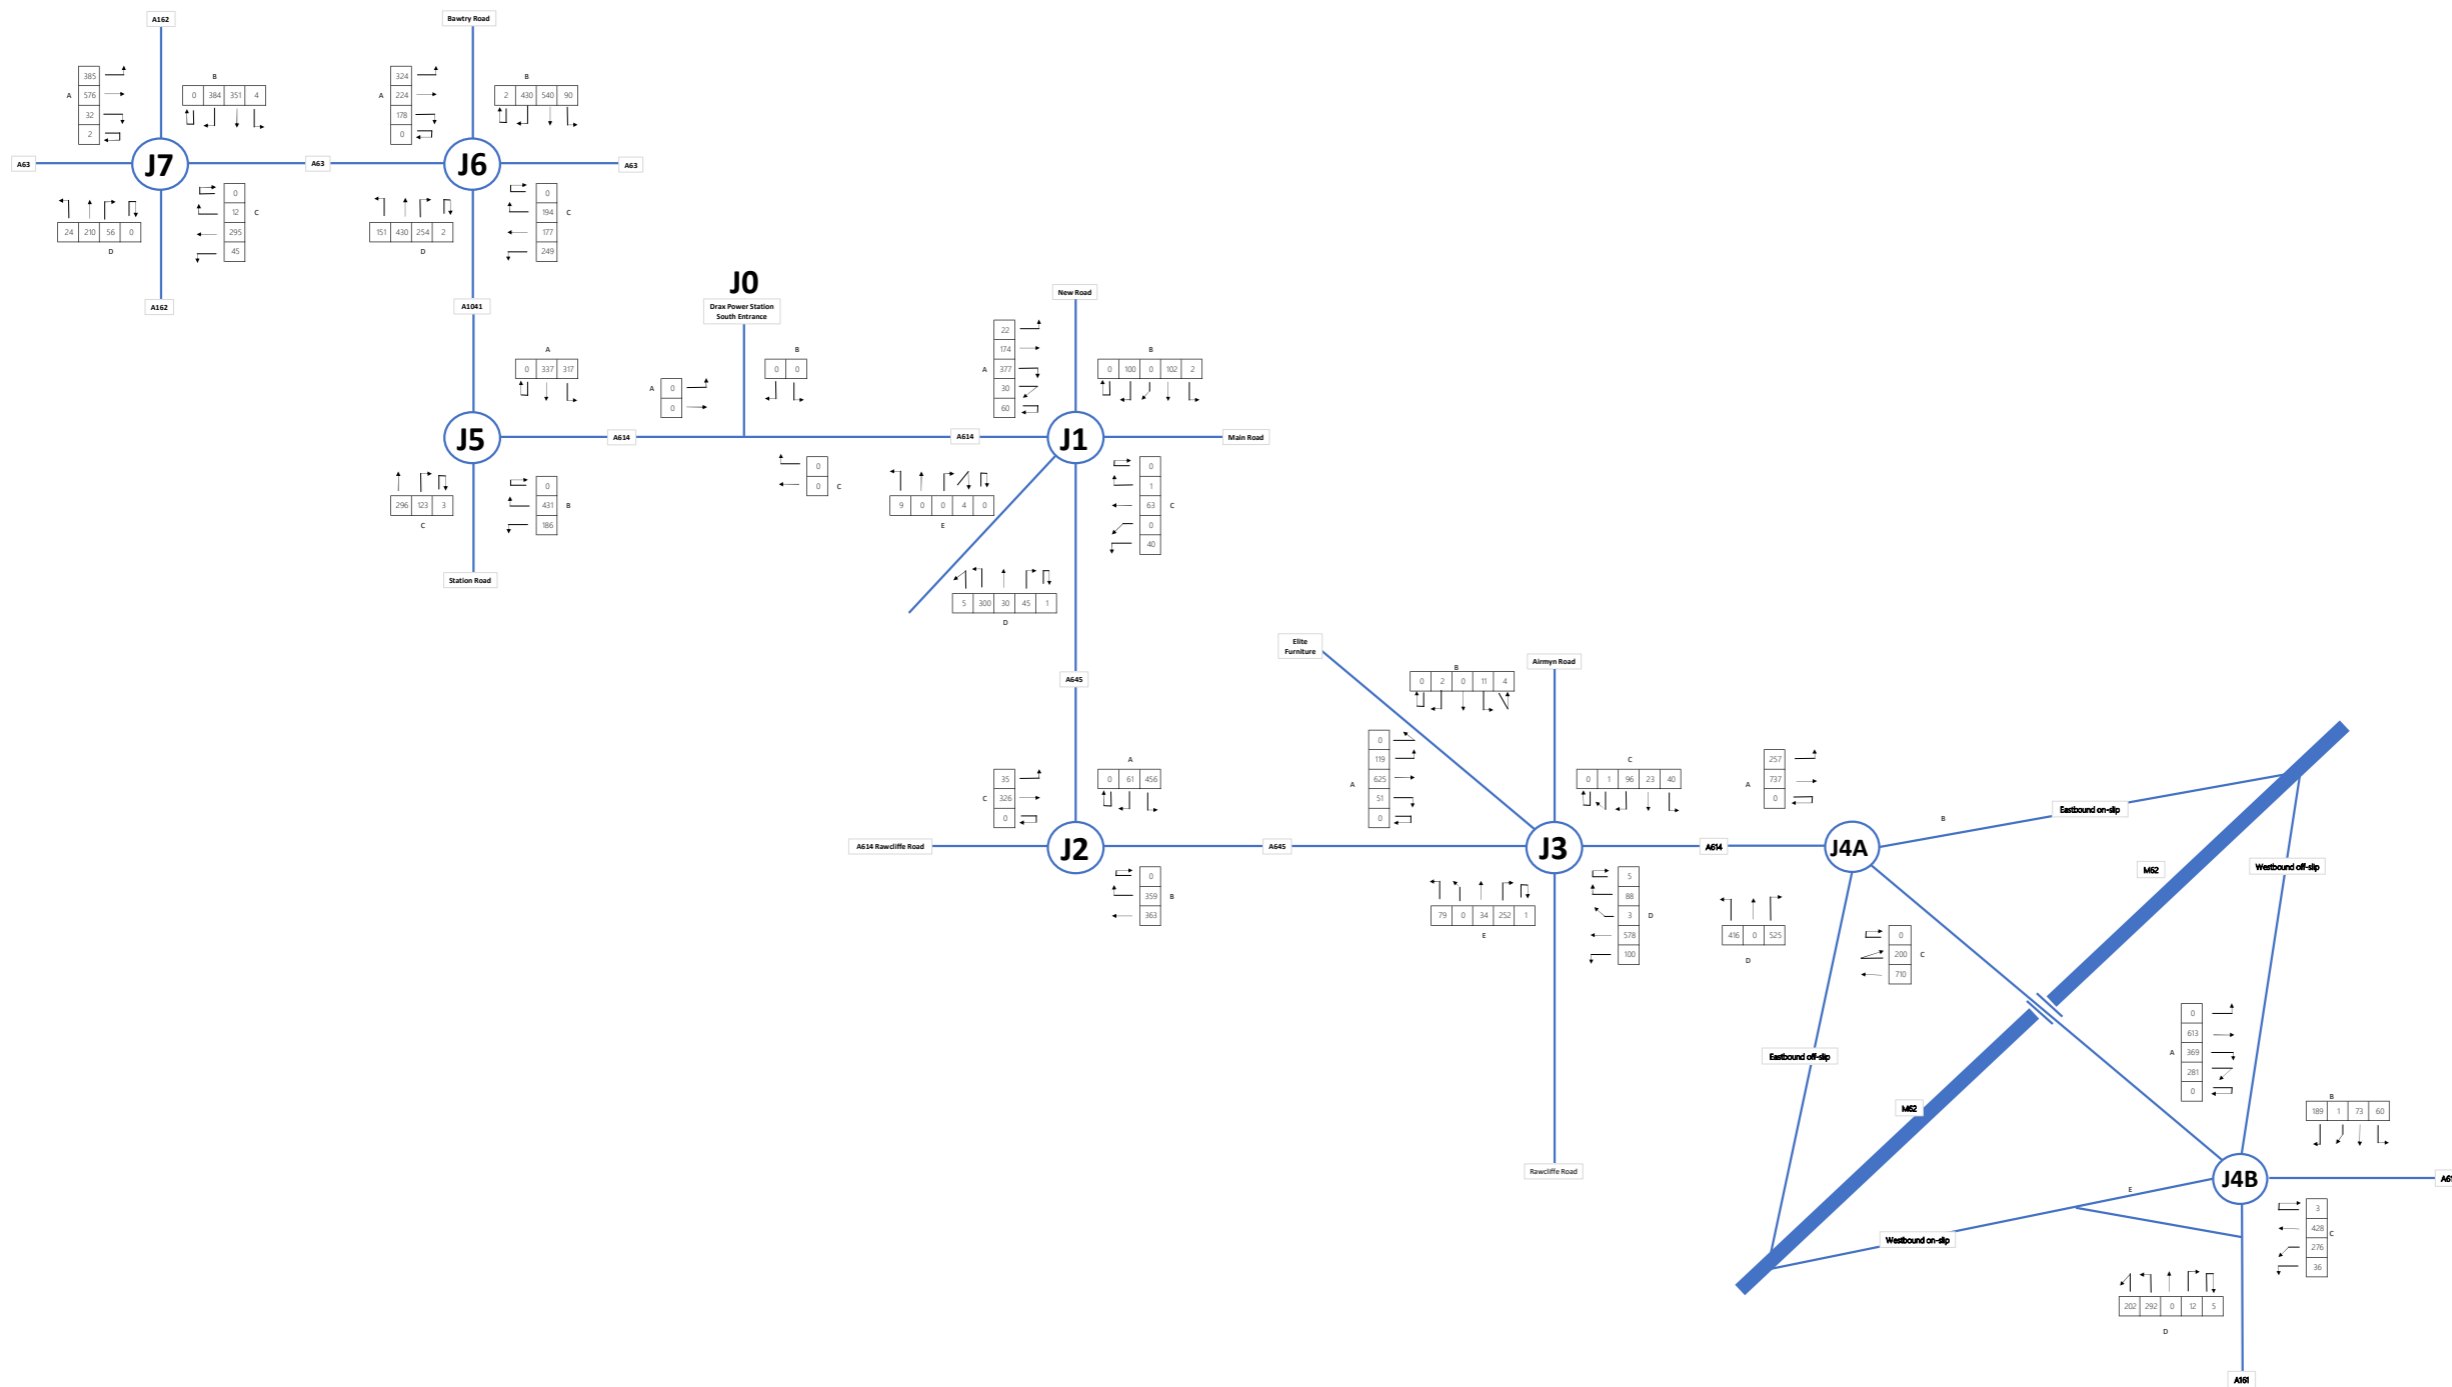 A162
Bawtry Road
385
A 576
32
2
B
0 384 351 4
324
A 224
178
0
B
2 430 540 90
A63
J7
A63
J6
A63
24 210 56 0
D
0
12 C
295
45
151 430 254 2
D
0
194 C
177
249
A162
A1041
J0
Drax Power Station
South Entrance
New Road
A
0 337 317
A 0
0
B
0 0
22
174
A 377
30
60
B
0 100 0 102 2
J5
A614
A614
J1
Main Road
296 123 3
C
0
431 B
186
0
0 C
9 0 0 4 0
E
0
1
63 C
0
40
Station Road
5 300 30 45 1
D
Elite
Furniture
Airmyn Road
A645
B
0 2 0 11 4
35
C 326
0
A
0 61 456
0
119
625
A 51
0
C
0 1 96 23 40
257
A 737
0
B
Eastbound on-slip
A614 Rawcliffe Road
J2
A645
J3
A614
J4A
M62
Westbound off-slip
0
359 B
363
79 0 34 252 1
E
5
88
3 D
578
100
416 0 525
D
0
200 C
710
Eastbound off-slip
M62
0
613
A 369
281
0
B
189 1 73 60
Rawcliffe Road
J4B
E
Westbound on-slip
3
428 C
276
36
202 292 0 12 5
D
A161